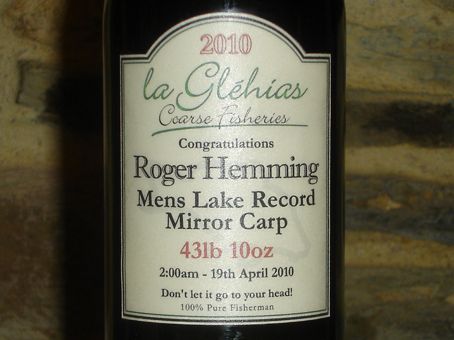 2010
la Gléhias
Coarse Fisheries
Congratulations
Roger Hemming
Mens Lake Record
Mirror Carp
43lb 10oz
2:00am - 19th April 2010
Don't let it go to your head!
100% Pure Fisherman